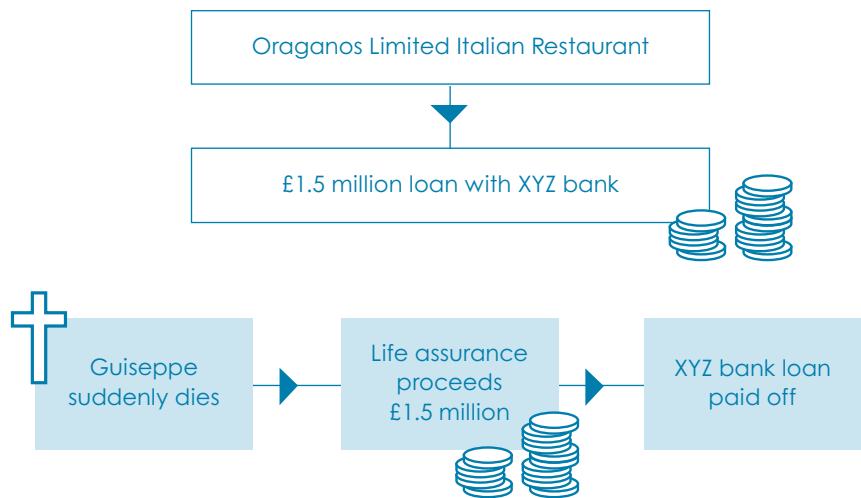 Oraganos Limited Italian Restaurant
£1.5 million loan with XYZ bank
Guiseppe
suddenly dies
Life assurance
proceeds
£1.5 million
XYZ bank loan
paid off